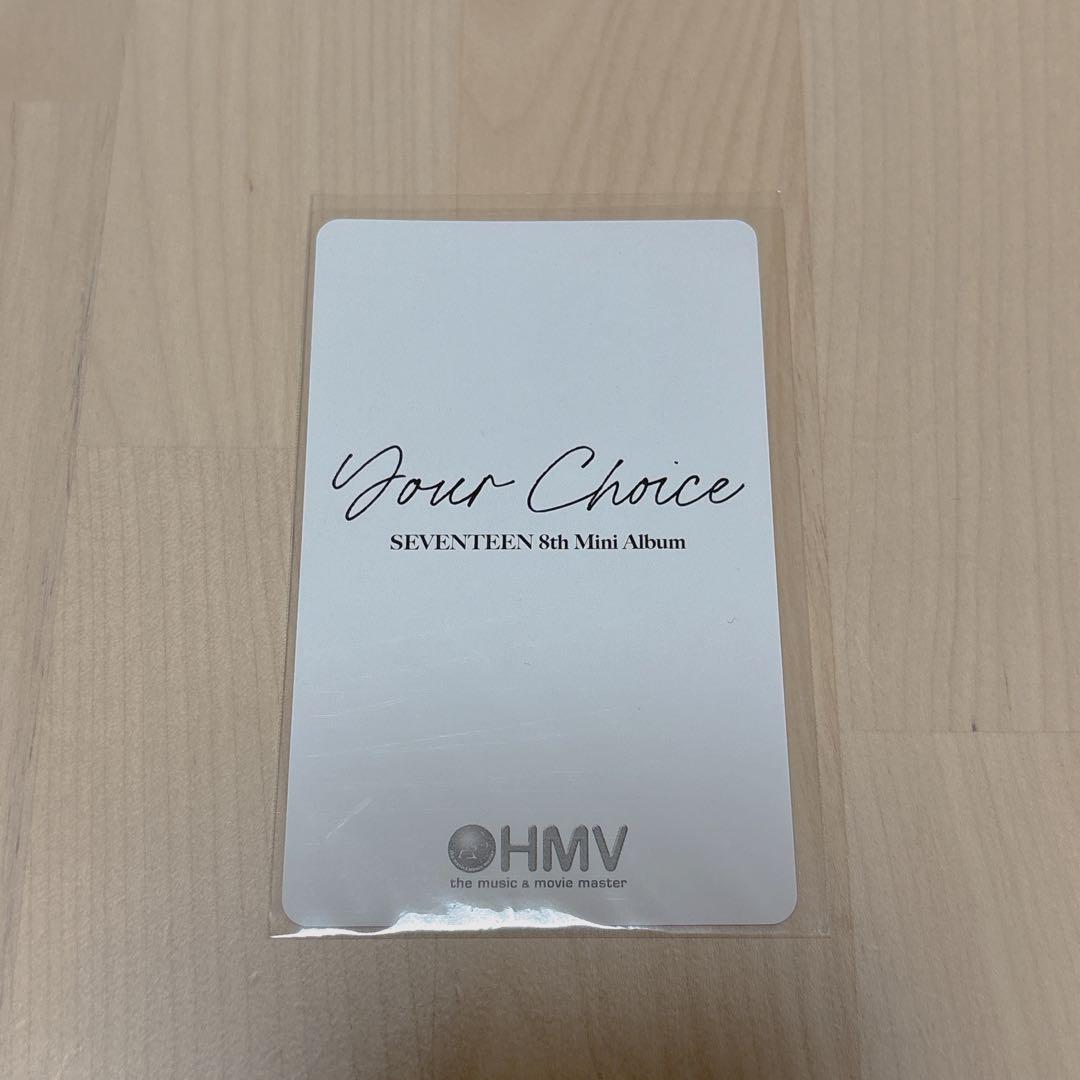 Your Choice
SEVENTEEN 8th Mini Album
HMV
the music & movie master